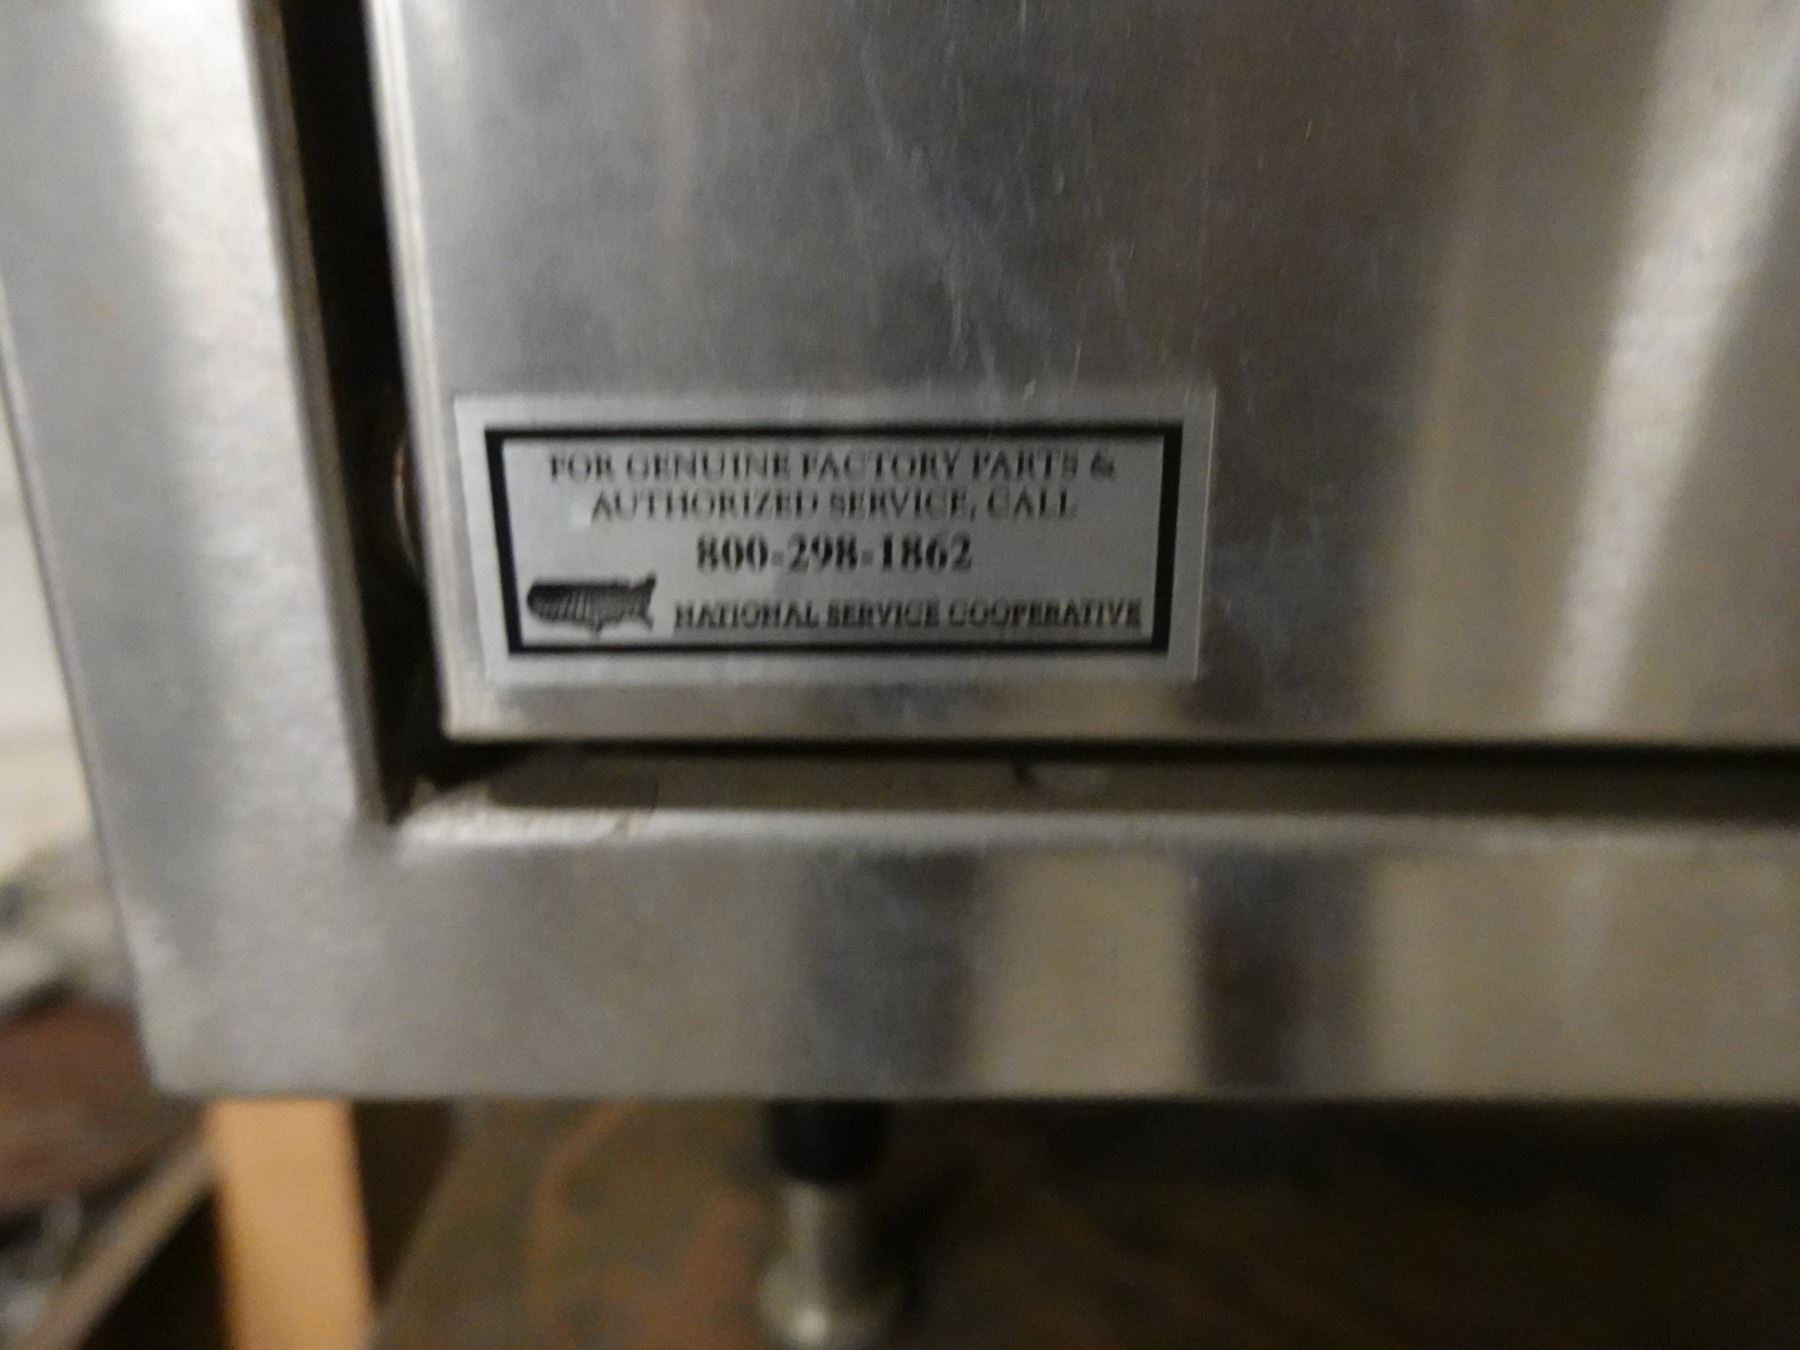 FOR GENUINE FACTORY PARTS &
AUTHORIZED SERVICE, CALL
800-298-1862
NATIONAL SERVICE COOPERATIVE